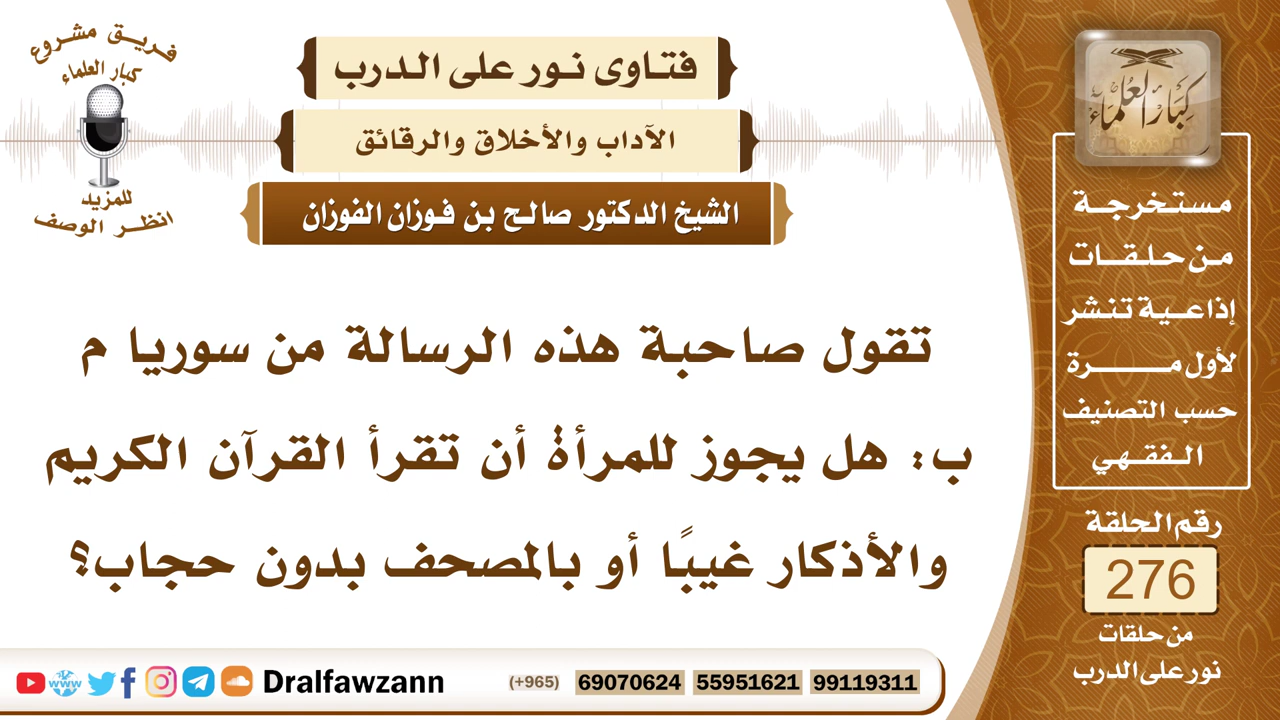 فريق مشروع
كبار العلماء
للمزيد
انظر الوصف
فتاوى نور على الدرب
الآداب والأخلاق والرقائق
الشيخ الدكتور صالح بن فوزان الفوزان
تقول صاحبة هذه الرسالة من سوريا م
ب: هل يجوز للمرأة أن تقرأ القرآن الكريم
والأذكار غيبًا أو بالمصحف بدون حجاب؟
كبار العلماء
مستخرجة
من حلقات
إذاعية تنشر
لأول مرة
حسب التصنيف
الفقهي
رقم الحلقة
276
من حلقات
نور على الدرب
www
Dralfawzann (+965) 69070624 55951621 99119311